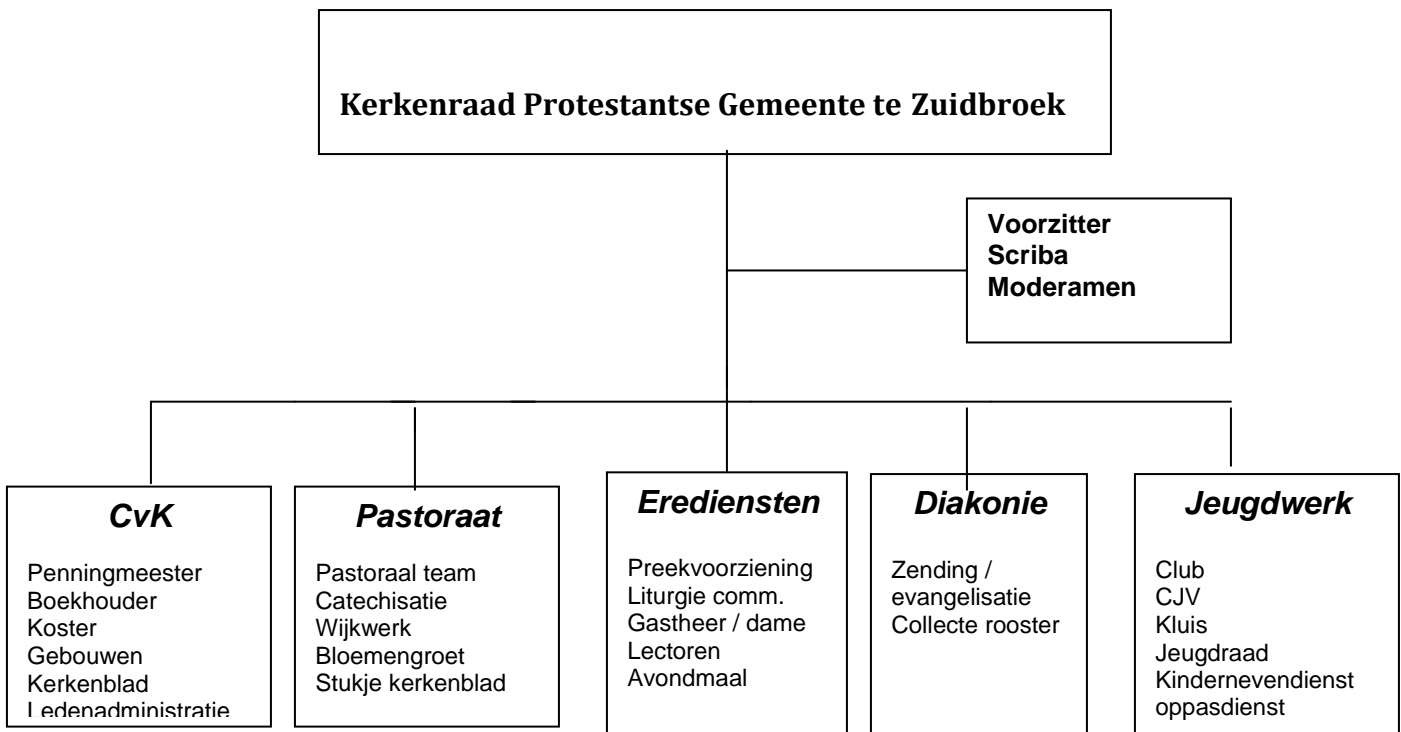 Kerkenraad Protestantse Gemeente te Zuidbroek
Voorzitter
Scriba
Moderamen
CvK
Penningmeester
Boekhouder
Koster
Gebouwen
Kerkenblad
Ledenadministratie
Pastoraat
Pastoraal team
Catechisatie
Wijkwerk
Bloemengroet
Stukje kerkenblad
Erediensten
Preekvoorziening
Liturgie comm.
Gastheer / dame
Lectoren
Avondmaal
Diakonie
Zending /
evangelisatie
Collecte rooster
Jeugdwerk
Club
CJV
Kluis
Jeugdraad
Kindernevendienst
oppasdienst